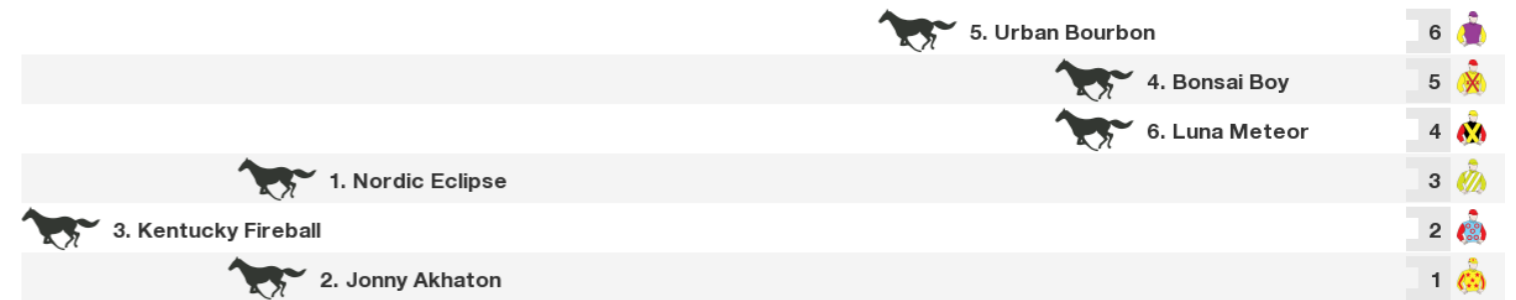 5. Urban Bourbon 6
4. Bonsai Boy 5
6. Luna Meteor 4
1. Nordic Eclipse 3
3. Kentucky Fireball 2
2. Jonny Akhaton 1